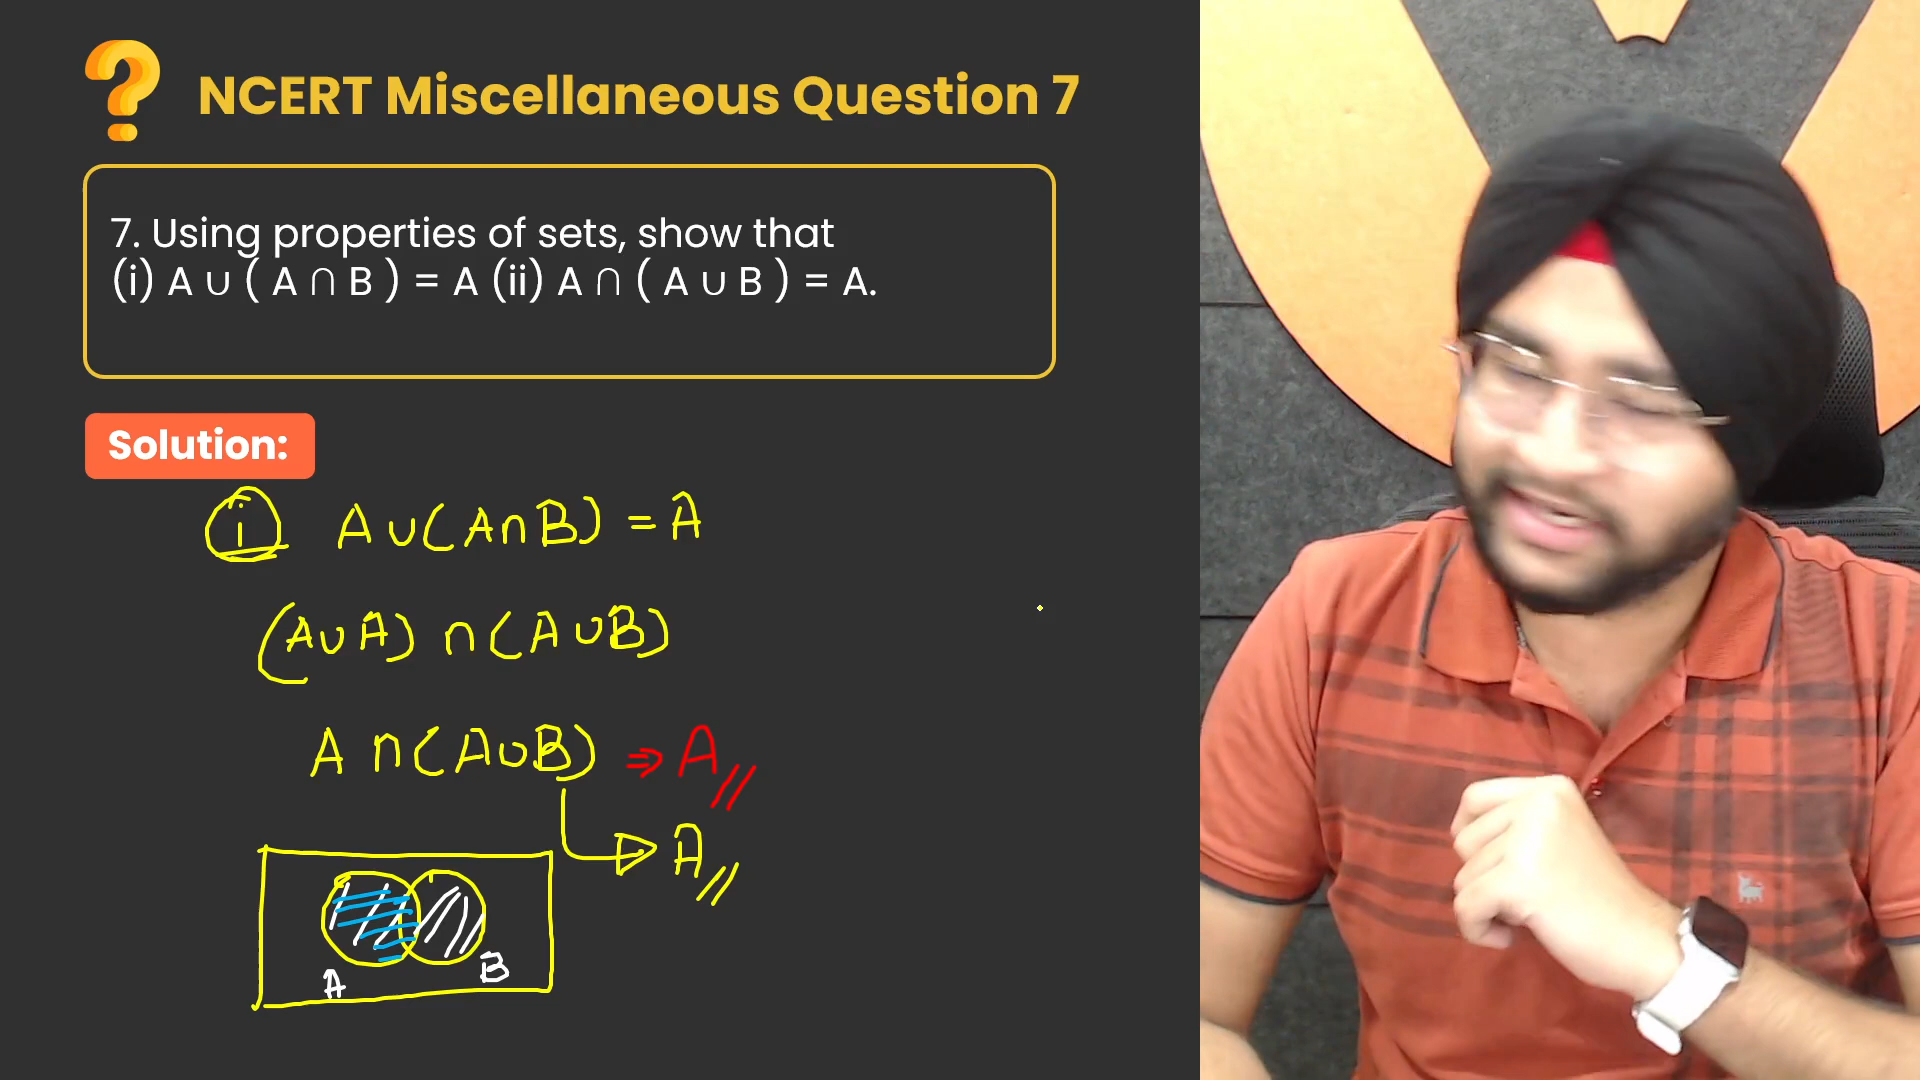 NCERT Miscellaneous Question 7
7. Using properties of sets, show that
(i) A ∪ ( A ∩ B ) = A (ii) A ∩ ( A ∪ B ) = A.
Solution:
i A∪(A∩B) = A
(A∪A) ∩ (A∪B)
A ∩ (A∪B) ⇒ A
A
A B